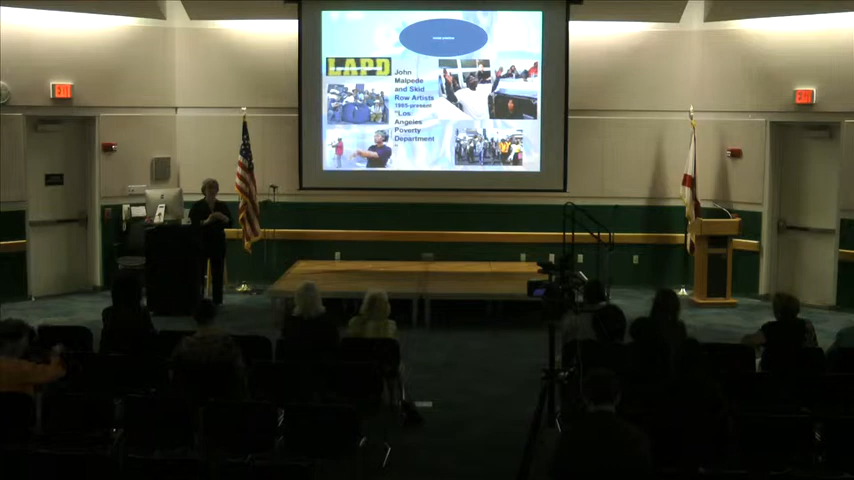 LAPD
John
Malpede
and Skid
Row Artists
1985-present
"Los
Angeles
Poverty
Department
"
EXIT
EXIT